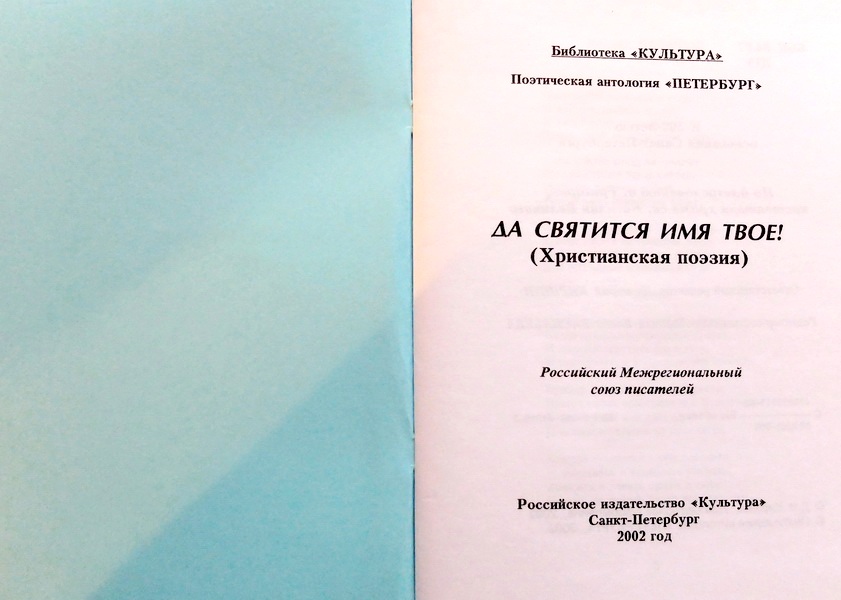 Библиотека «КУЛЬТУРА»
Поэтическая антология «ПЕТЕРБУРГ»
ДА СВЯТИТСЯ ИМЯ ТВОЕ!
(Христианская поэзия)
Российский Межрегиональный
союз писателей
Российское издательство «Культура»
Санкт-Петербург
2002 год